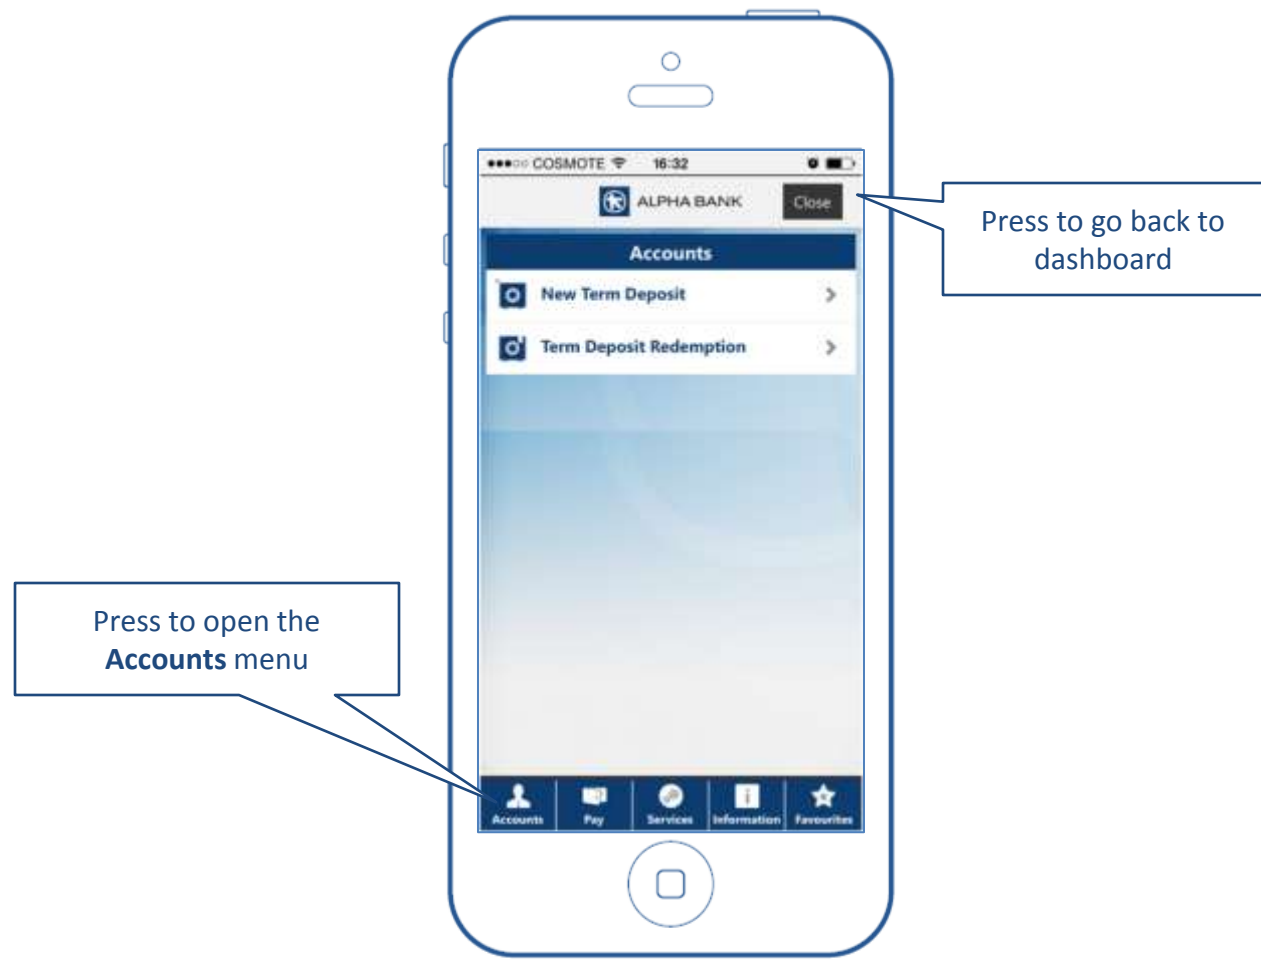 COSMOTE 16:32
ALPHA BANK Close
Press to go back to
dashboard
Accounts
New Term Deposit
Term Deposit Redemption
Press to open the
Accounts menu
Accounts Pay Services Information Favourites